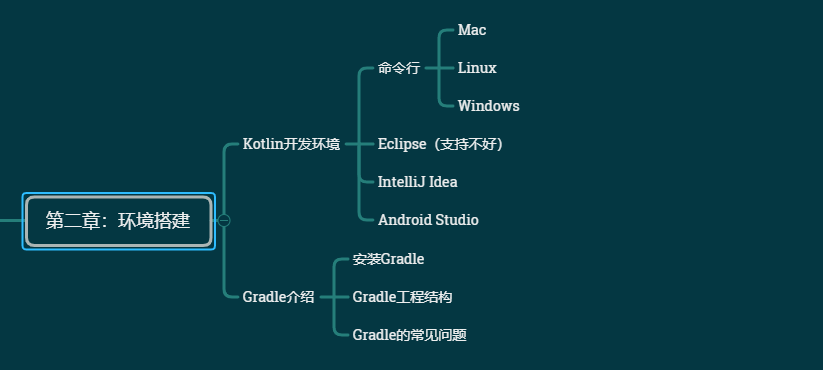 第二章：环境搭建
Kotlin开发环境
命令行
Mac
Linux
Windows
Eclipse（支持不好）
IntelliJ Idea
Android Studio
Gradle介绍
安装Gradle
Gradle工程结构
Gradle的常见问题